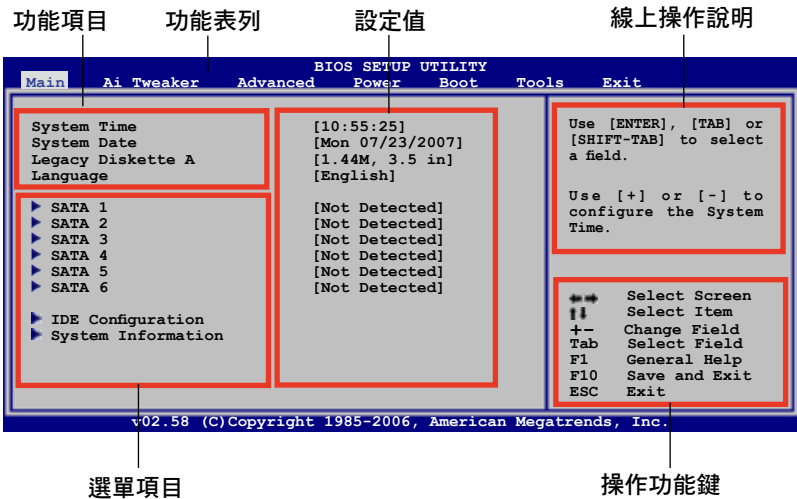 功能項目 功能表列 設定值 線上操作說明
BIOS SETUP UTILITY
Main Ai Tweaker Advanced Power Boot Tools Exit
System Time [10:55:25]
System Date [Mon 07/23/2007]
Legacy Diskette A [1.44M, 3.5 in]
Language [English]
SATA 1 [Not Detected]
SATA 2 [Not Detected]
SATA 3 [Not Detected]
SATA 4 [Not Detected]
SATA 5 [Not Detected]
SATA 6 [Not Detected]
IDE Configuration
System Information
Use [ENTER], [TAB] or
[SHIFT-TAB] to select
a field.
Use [+] or [-] to
configure the System
Time.
Select Screen
Select Item
+- Change Field
Tab Select Field
F1 General Help
F10 Save and Exit
ESC Exit
v02.58 (C)Copyright 1985-2006, American Megatrends, Inc.
選單項目 操作功能鍵